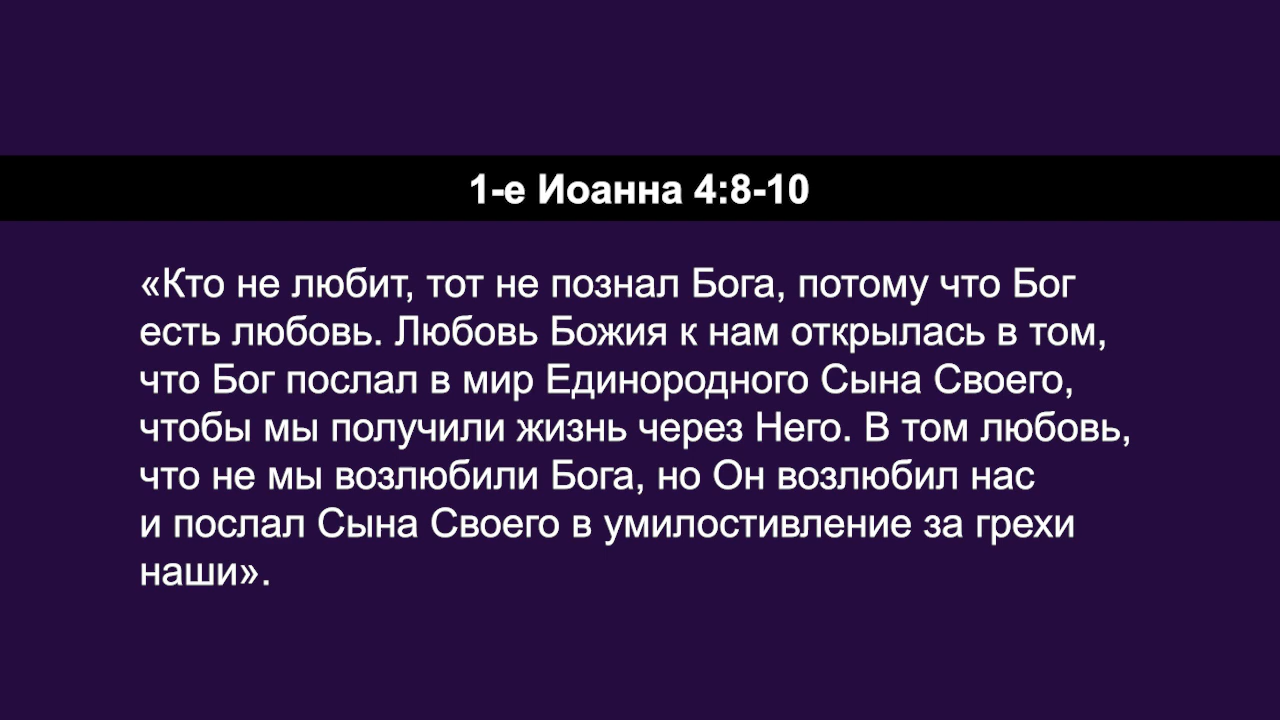 1-е Иоанна 4:8-10
«Кто не любит, тот не познал Бога, потому что Бог
есть любовь. Любовь Божия к нам открылась в том,
что Бог послал в мир Единородного Сына Своего,
чтобы мы получили жизнь через Него. В том любовь,
что не мы возлюбили Бога, но Он возлюбил нас
и послал Сына Своего в умилостивление за грехи
наши».